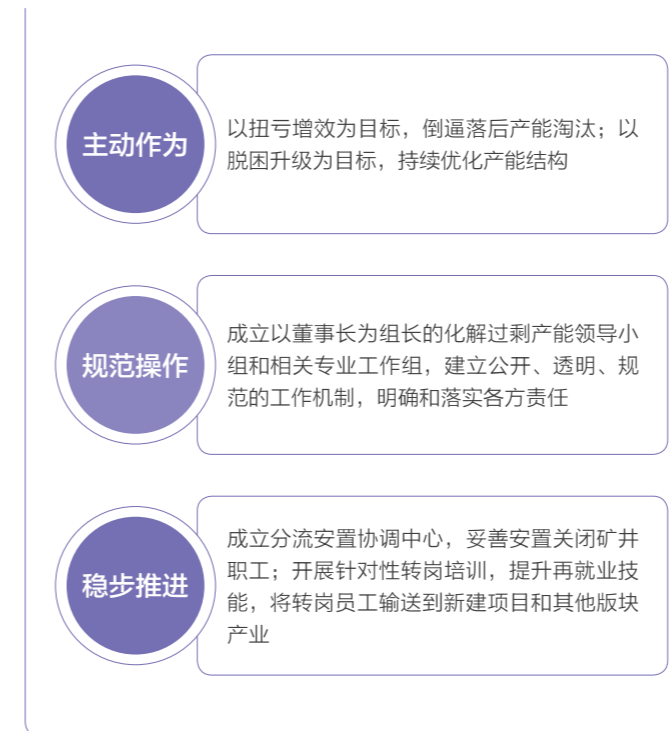 主动作为
以扭亏增效为目标，倒逼落后产能淘汰；以
脱困升级为目标，持续优化产能结构
规范操作
成立以董事长为组长的化解过剩产能领导小
组和相关专业工作组，建立公开、透明、规
范的工作机制，明确和落实各方责任
稳步推进
成立分流安置协调中心，妥善安置关闭矿井
职工；开展针对性转岗培训，提升再就业技
能，将转岗员工输送到新建项目和其他版块
产业